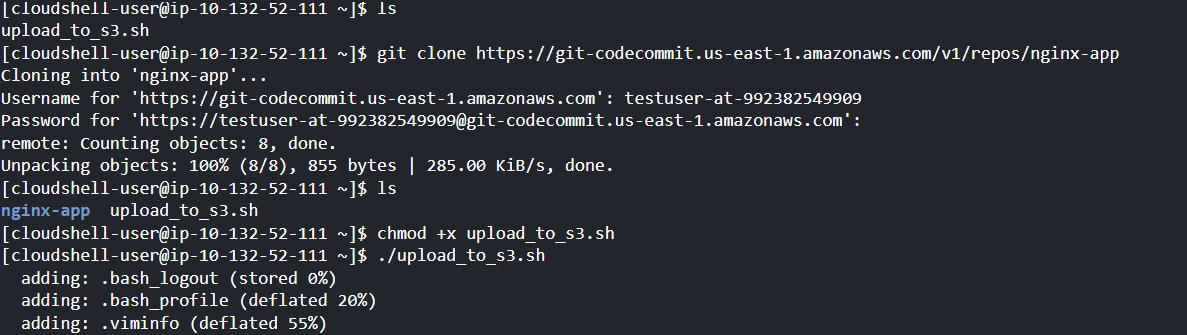 [cloudshell-user@ip-10-132-52-111 ~]$ ls
upload_to_s3.sh
[cloudshell-user@ip-10-132-52-111 ~]$ git clone https://git-codecommit.us-east-1.amazonaws.com/v1/repos/nginx-app
Cloning into 'nginx-app'...
Username for 'https://git-codecommit.us-east-1.amazonaws.com': testuser-at-992382549909
Password for 'https://testuser-at-992382549909@git-codecommit.us-east-1.amazonaws.com':
remote: Counting objects: 8, done.
Unpacking objects: 100% (8/8), 855 bytes | 285.00 KiB/s, done.
[cloudshell-user@ip-10-132-52-111 ~]$ ls
nginx-app  upload_to_s3.sh
[cloudshell-user@ip-10-132-52-111 ~]$ chmod +x upload_to_s3.sh
[cloudshell-user@ip-10-132-52-111 ~]$ ./upload_to_s3.sh
  adding: .bash_logout (stored 0%)
  adding: .bash_profile (deflated 20%)
  adding: .viminfo (deflated 55%)